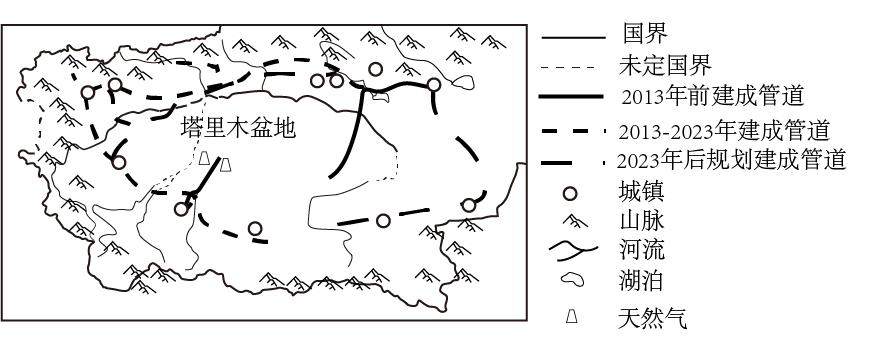 塔里木盆地
国界
未定国界
2013年前建成管道
2013-2023年建成管道
2023年后规划建成管道
城镇
山脉
河流
湖泊
天然气